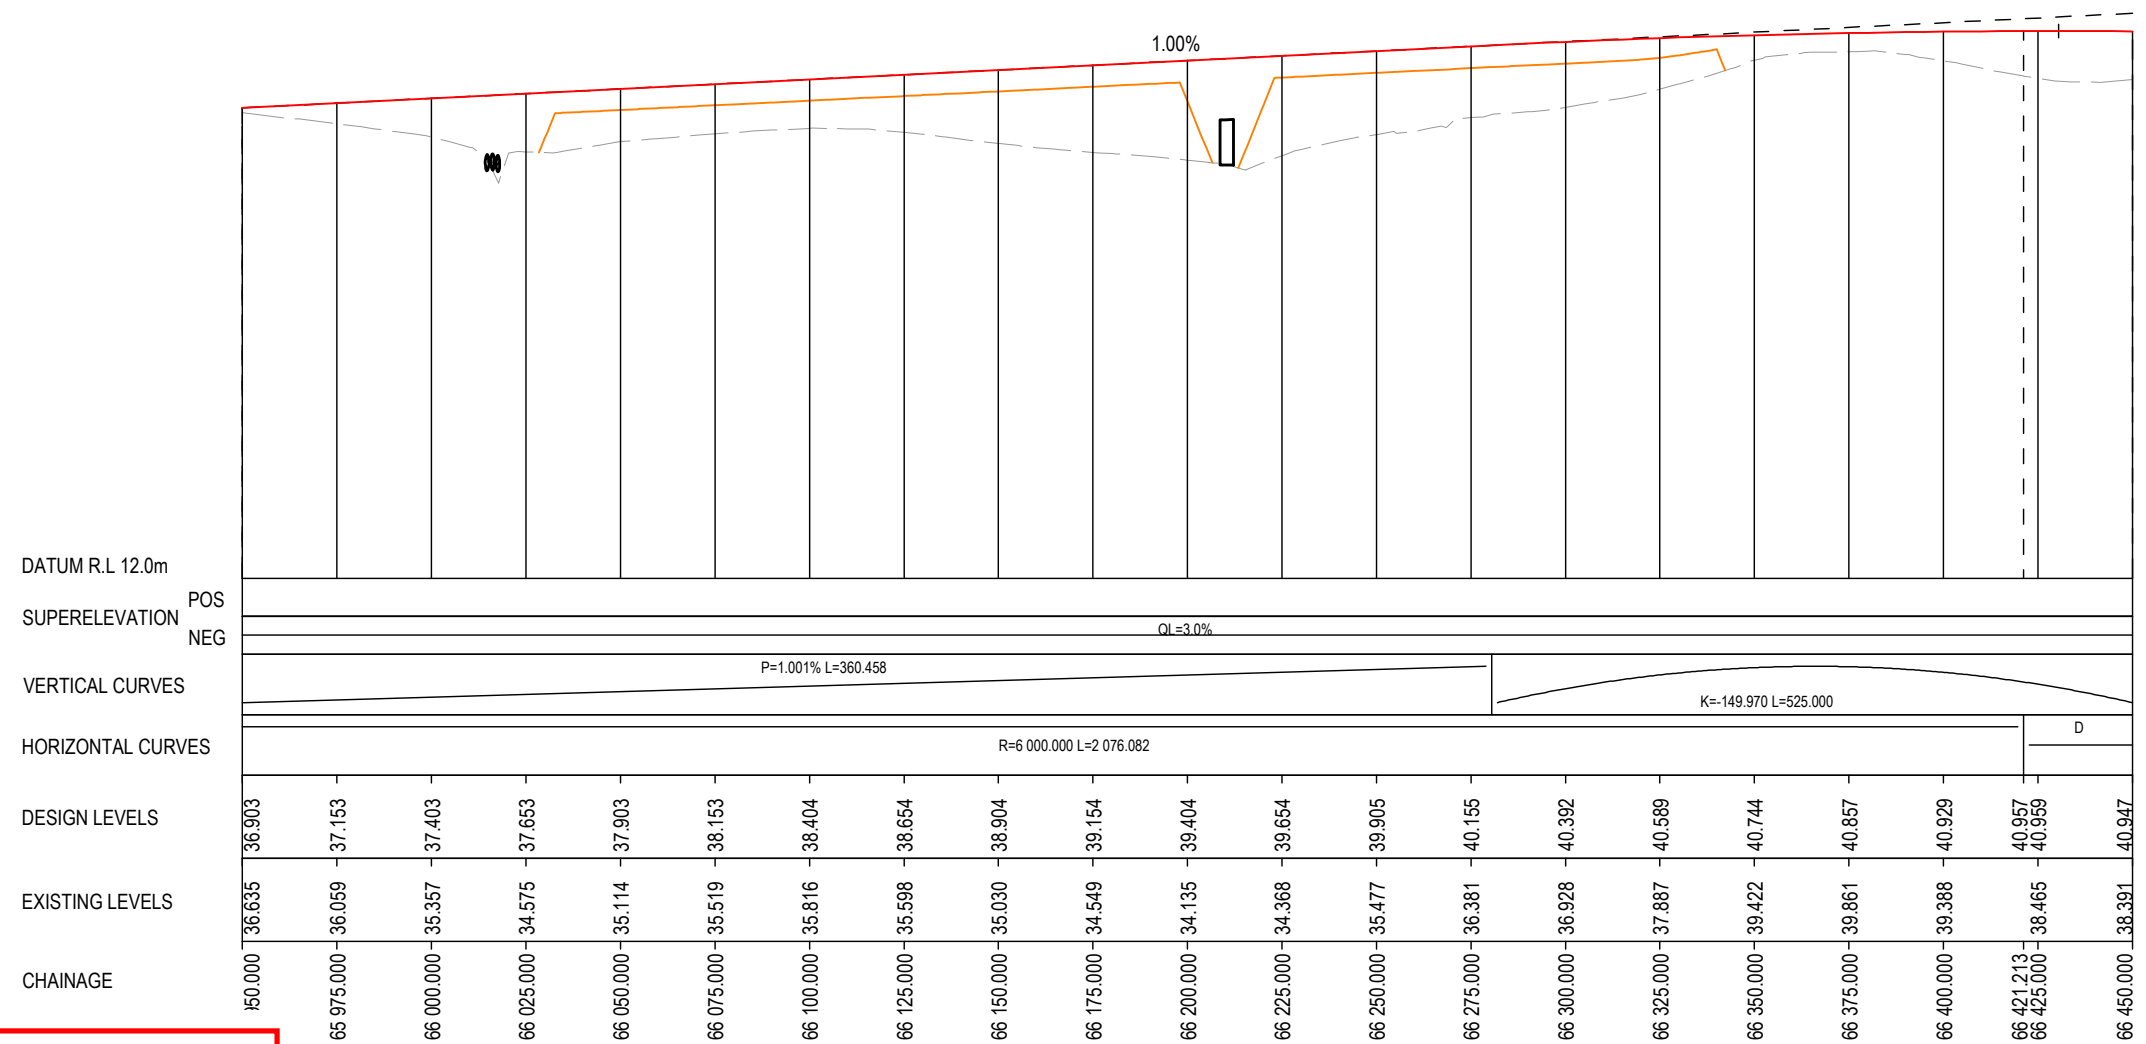 1.00%
DATUM R.L 12.0m
SUPERELEVATION
POS
NEG
QL=3.0%
VERTICAL CURVES
P=1.001% L=360.458
K=-149.970 L=525.000
HORIZONTAL CURVES
R=6 000.000 L=2 076.082
D
DESIGN LEVELS
36.903 37.153 37.403 37.653 37.903 38.153 38.404 38.654 38.904 39.154 39.404 39.654 39.905 40.155 40.392 40.589 40.744 40.857 40.929 40.957 40.959 40.947
EXISTING LEVELS
36.635 36.059 35.357 34.575 35.114 35.519 35.816 35.598 35.030 34.549 34.135 34.368 35.477 36.381 36.928 37.887 39.422 39.861 39.388 38.465 38.391
CHAINAGE
950.000 65 975.000 66 000.000 66 025.000 66 050.000 66 075.000 66 100.000 66 125.000 66 150.000 66 175.000 66 200.000 66 225.000 66 250.000 66 275.000 66 300.000 66 325.000 66 350.000 66 375.000 66 400.000 66 421.213 66 425.000 66 450.000